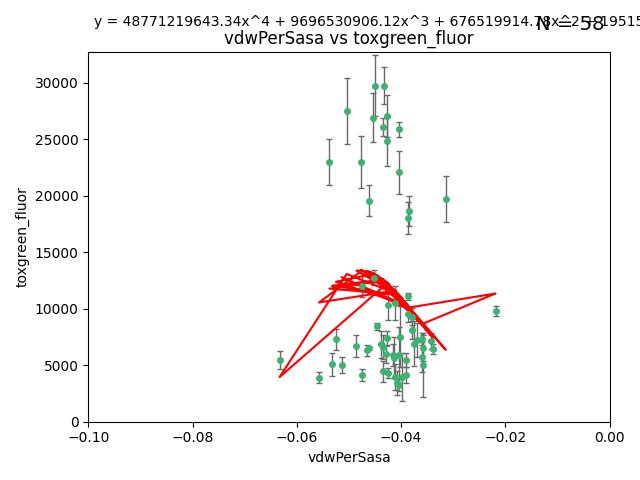 y = 48771219643.34x^4 + 9696530906.12x^3 + 676519914.78x^2 + 19515
N = 58
vdwPerSasa vs toxgreen_fluor
30000
25000
20000
15000
10000
5000
0
toxgreen_fluor
−0.10
−0.08
−0.06
−0.04
−0.02
0.00
vdwPerSasa